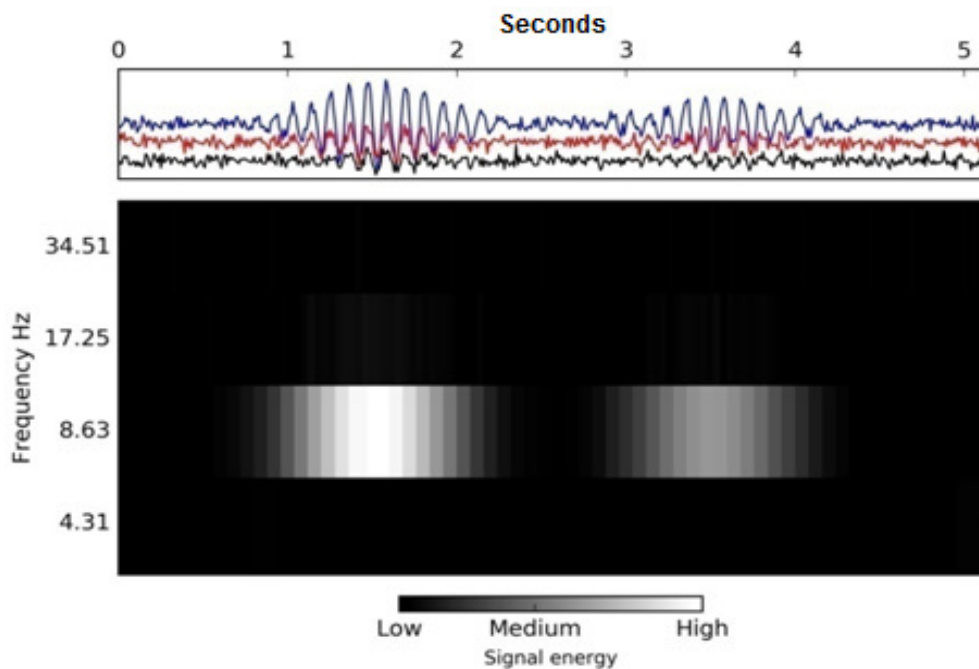 Seconds
0 1 2 3 4 5
Frequency Hz
34.51
17.25
8.63
4.31
Low Medium High
Signal energy